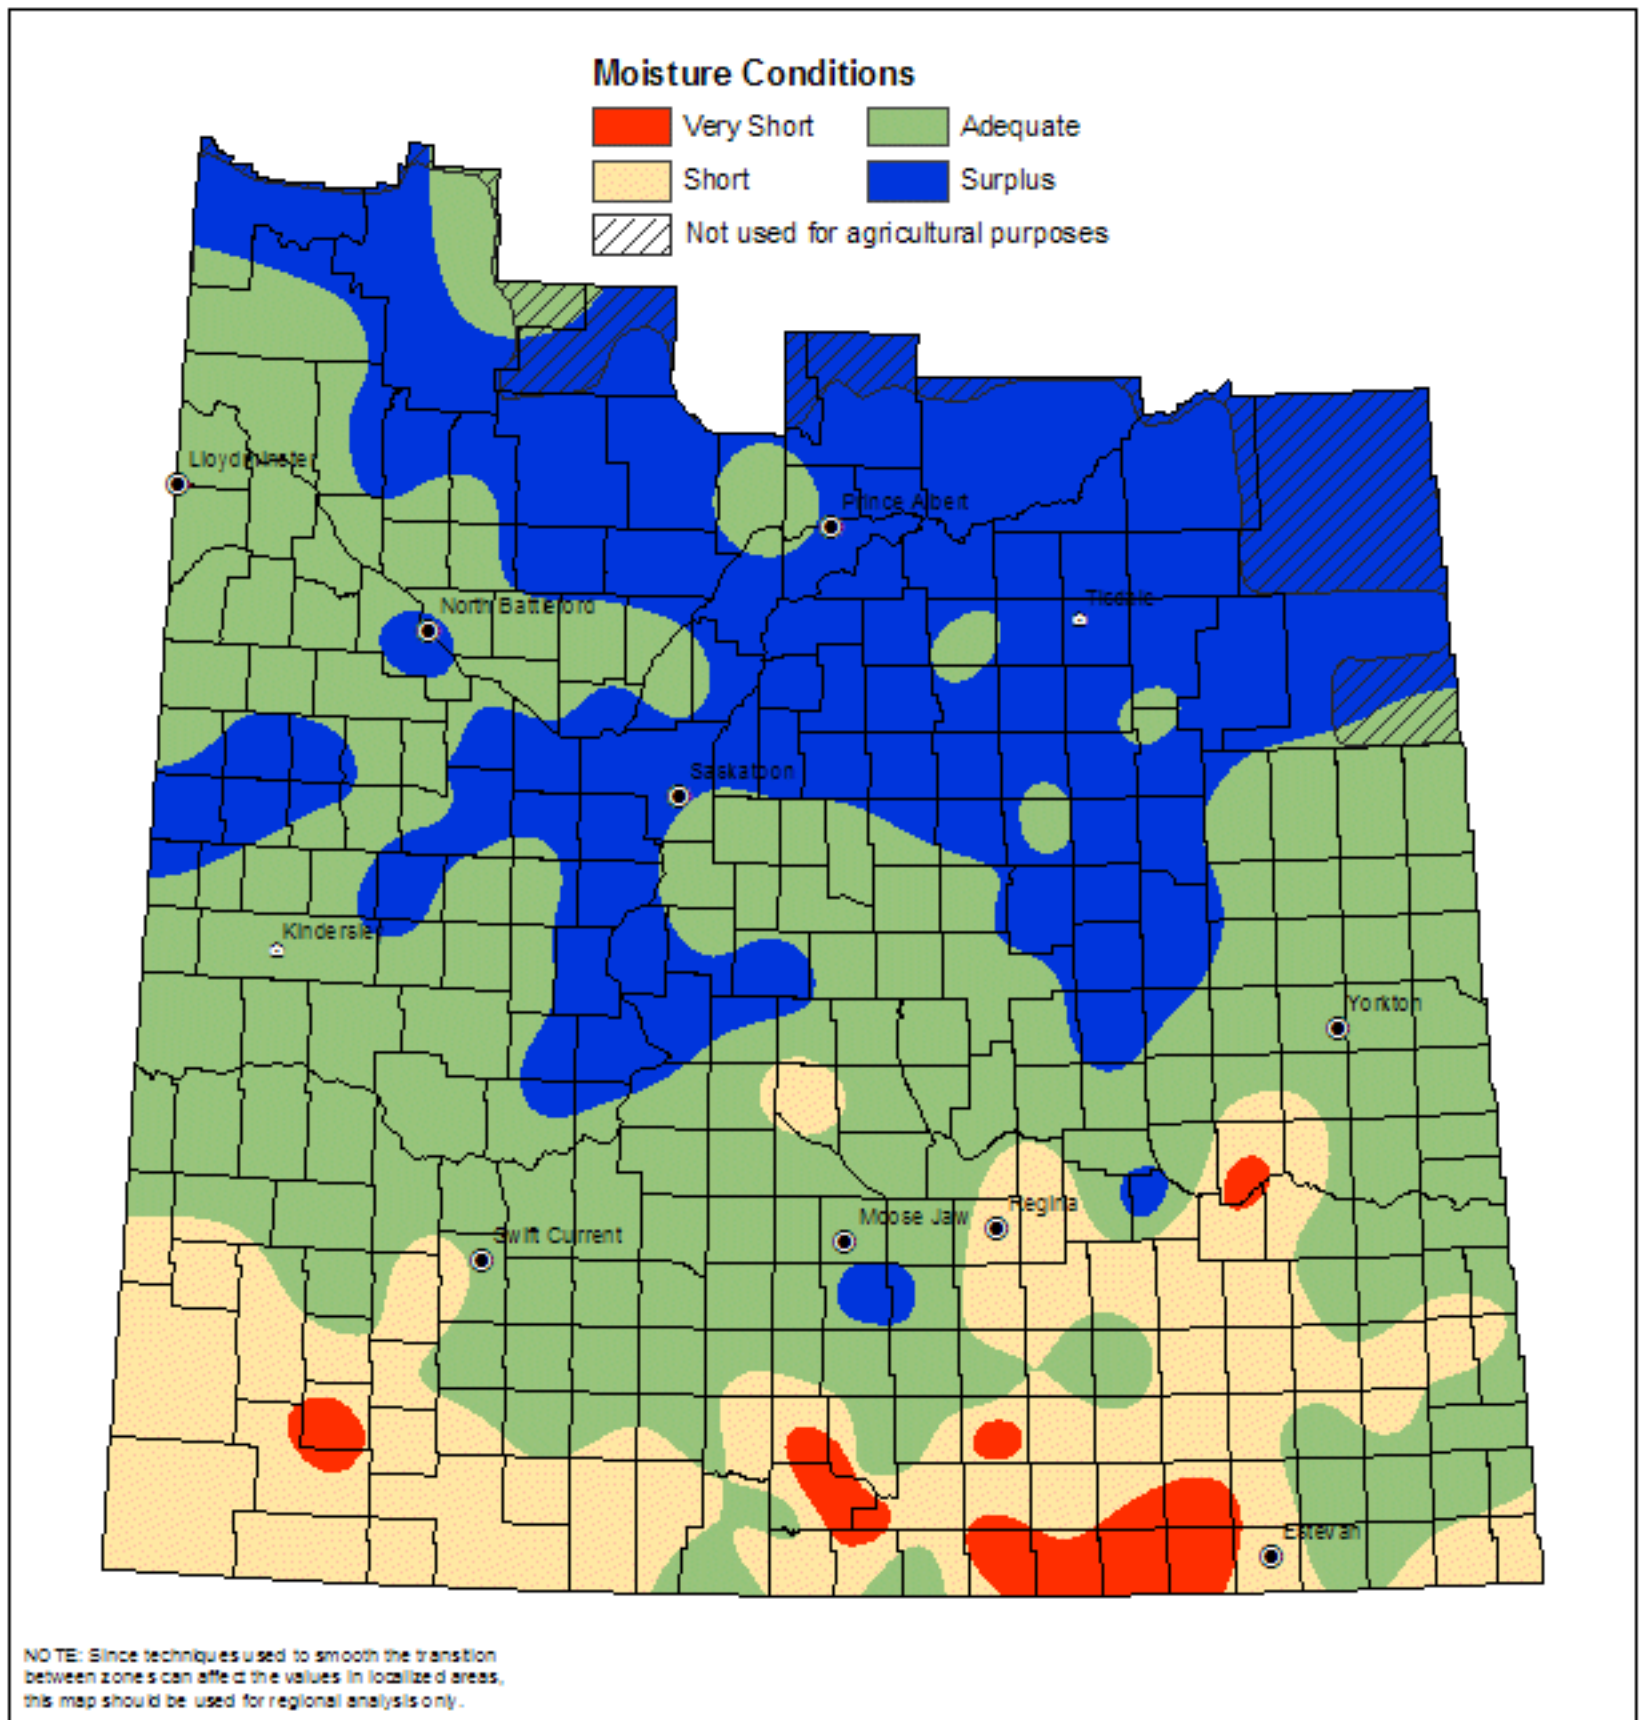 Moisture Conditions
Very Short
Adequate
Short
Surplus
Not used for agricultural purposes
Lloydminster
Prince Albert
North Battleford
Tisdale
Saskatoon
Kindersley
Yorkton
Regina
Moose Jaw
Swift Current
Estevan
NOTE: Since techniques used to smooth the transition
between zones can affect the values in localized areas,
this map should be used for regional analysis only.